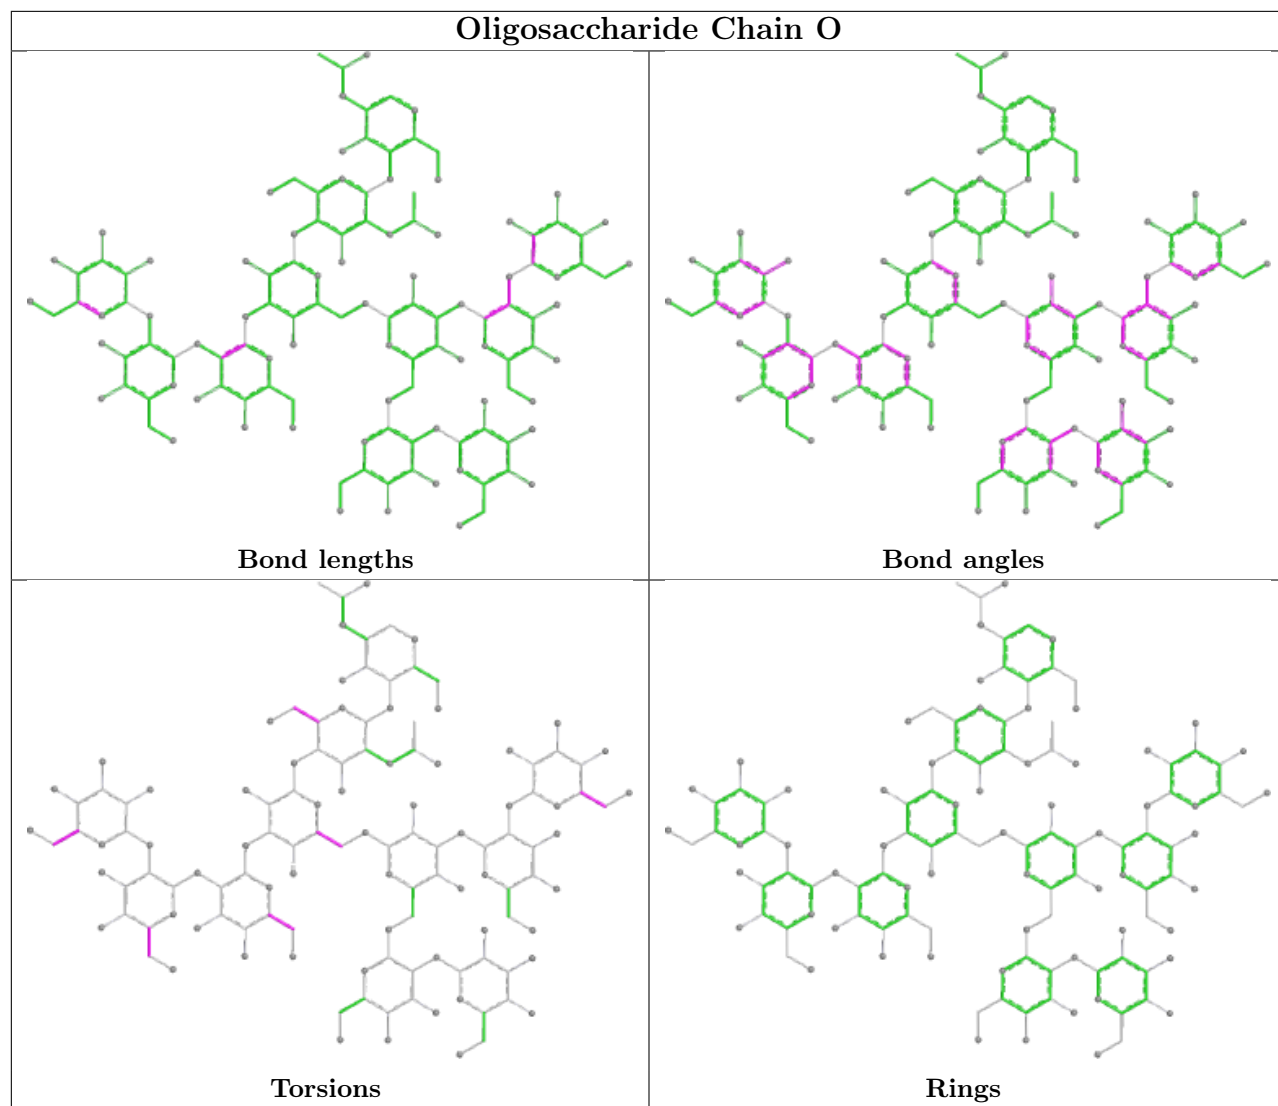 Oligosaccharide Chain O
Bond lengths
Bond angles
Torsions
Rings